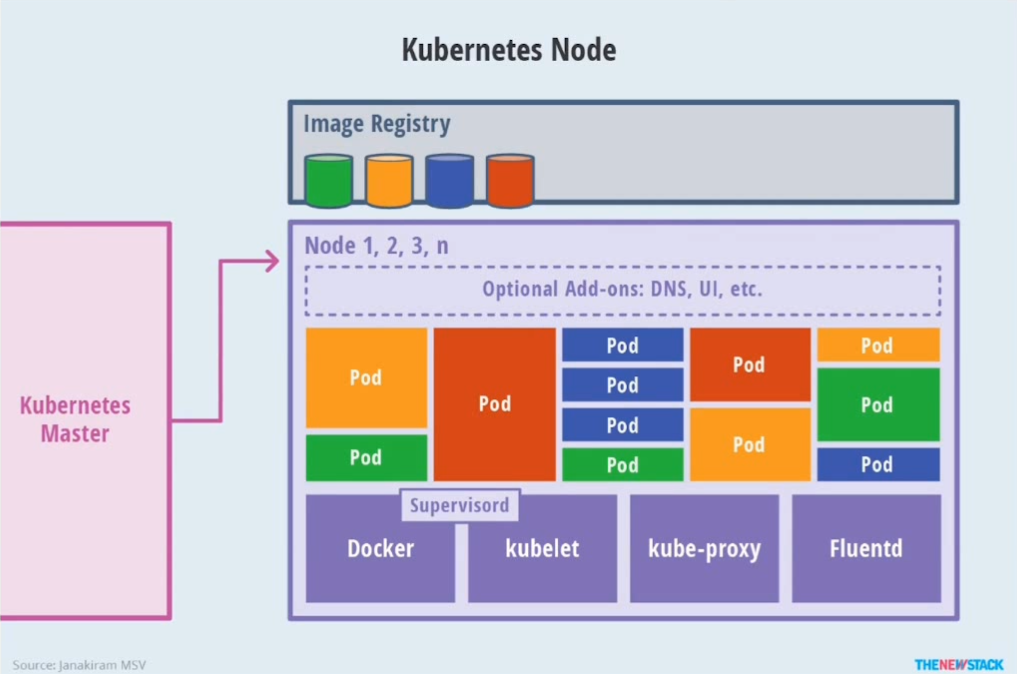 Kubernetes Node
Image Registry
Node 1, 2, 3, n
Optional Add-ons: DNS, UI, etc.
Pod
Pod
Pod
Pod
Pod
Pod
Pod
Pod
Pod
Pod
Pod
Pod
Kubernetes
Master
Supervisord
Docker
kubelet
kube-proxy
Fluentd
Source: Janakiram MSV
THENEWSTACK